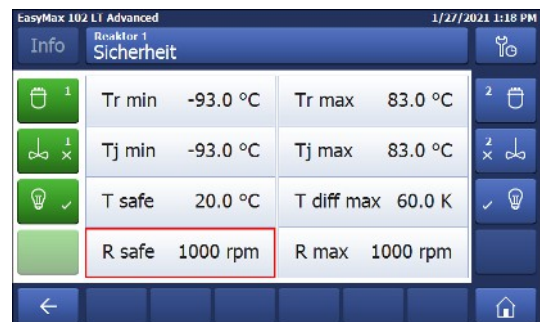 EasyMax 102 LT Advanced 1/27/2021 1:18 PM
Info
Reaktor 1
Sicherheit
1
Tr min -93.0 °C Tr max 83.0 °C
2
1
Tj min -93.0 °C Tj max 83.0 °C
2
T safe 20.0 °C T diff max 60.0 K
R safe 1000 rpm R max 1000 rpm